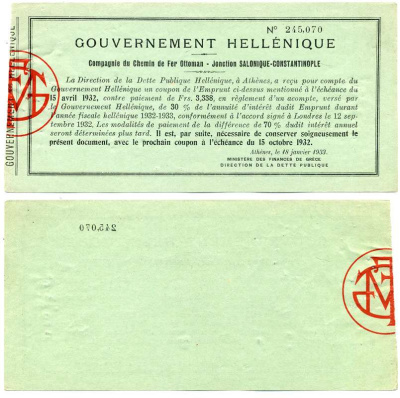 Nº 245.070
GOUVERNEMENT HELLÉNIQUE
Compagnie du Chemin de Fer Ottoman - Jonction SALONIQUE-CONSTANTINOPLE
La Direction de la Dette Publique Hellénique, à Athènes, a reçu pour compte du
Gouvernement Hellénique un coupon de l'Emprunt ci-dessus mentionné à l'échéance du
15 avril 1932, contre paiement de Frs. 3,338, en règlement d'un acompte, versé par
le Gouvernement Hellénique, de 30 % de l'annuité d'intérêt dudit Emprunt durant
l'année fiscale hellénique 1932-1933, conformément à l'accord signé à Londres le 12 sep-
tembre 1932. Les modalités de paiement de la différence de 70 % dudit intérêt annuel
seront déterminées plus tard. Il est, par suite, nécessaire de conserver soigneusement le
présent document, avec le prochain coupon à l'échéance du 15 octobre 1932.
Athènes, le 18 janvier 1933.
MINISTÈRE DES FINANCES DE GRÈCE
DIRECTION DE LA DETTE PUBLIQUE
245.070